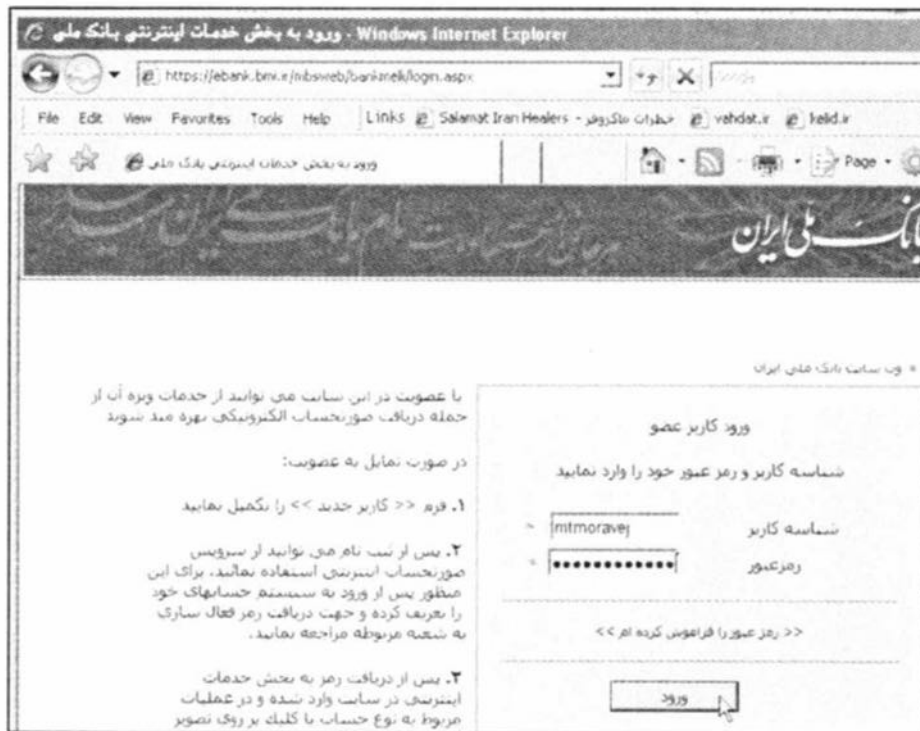 ورود به بخش خدمات اینترنتی بانک ملی - Windows Internet Explorer
https://ebank.bmi.ir/mbsweb/bankmelli/login.aspx
File Edit View Favorites Tools Help Links Salamat Iran Healers - خطرات ماکروفر vahdat.ir kelid.ir
ورود به بخش خدمات اینترنتی بانک ملی Page
بانک ملی ایران
» وب سایت بانک ملی ایران
ورود کاربر عضو
شناسه کاربر و رمز عبور خود را وارد نمایید
شناسه کاربر mtmoravej *
رمزعبور •••••••••••• *
<< رمز عبور را فراموش کرده ام >>
ورود
با عضویت در این سایت می توانید از خدمات ویژه آن از
جمله دریافت صورتحساب الکترونیکی بهره مند شوید
در صورت تمایل به عضویت:
۱. فرم << کاربر جدید >> را تکمیل نمایید
۲. پس از ثبت نام می توانید از سرویس
صورتحساب اینترنتی استفاده نمائید، برای این
منظور پس از ورود به سیستم حسابهای خود
را تعریف کرده و جهت دریافت رمز فعال سازی
به شعبه مربوطه مراجعه نمایید.
۳. پس از دریافت رمز به بخش خدمات
اینترنتی در سایت وارد شده و در عملیات
مربوط به نوع حساب با کلیک بر روی تصویر